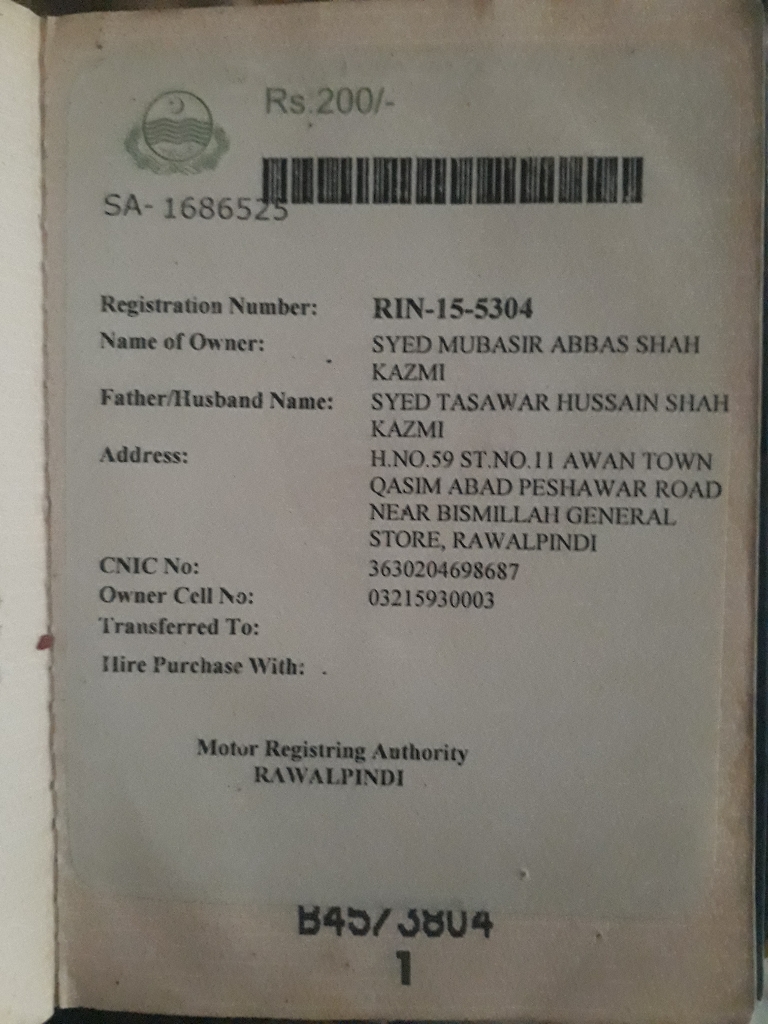 Rs.200/-
SA- 1686525
Registration Number: RIN-15-5304
Name of Owner: SYED MUBASIR ABBAS SHAH
KAZMI
Father/Husband Name: SYED TASAWAR HUSSAIN SHAH
KAZMI
Address: H.NO.59 ST.NO.11 AWAN TOWN
QASIM ABAD PESHAWAR ROAD
NEAR BISMILLAH GENERAL
STORE, RAWALPINDI
CNIC No: 3630204698687
Owner Cell No: 03215930003
Transferred To:
Hire Purchase With: .
Motor Registring Authority
RAWALPINDI
1